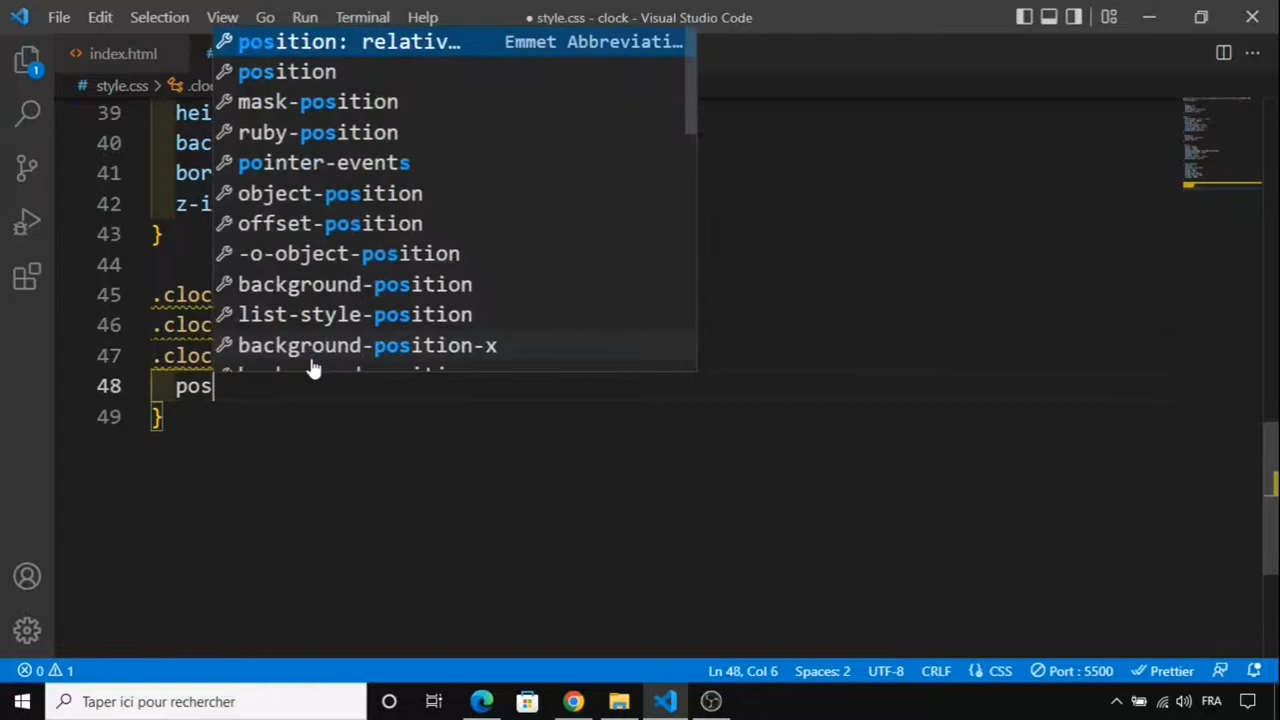 File Edit Selection View Go Run Terminal Help
● style.css - clock - Visual Studio Code
index.html
# style.css > .cloc
39 hei
40 bac
41 bor
42 z-i
43 }
44
45 .cloc
46 .cloc
47 .cloc
48 pos
49 }
position: relativ… Emmet Abbreviati…
position
mask-position
ruby-position
pointer-events
object-position
offset-position
-o-object-position
background-position
list-style-position
background-position-x
1
0 1 Ln 48, Col 6 Spaces: 2 UTF-8 CRLF CSS Port : 5500 Prettier
Taper ici pour rechercher FRA